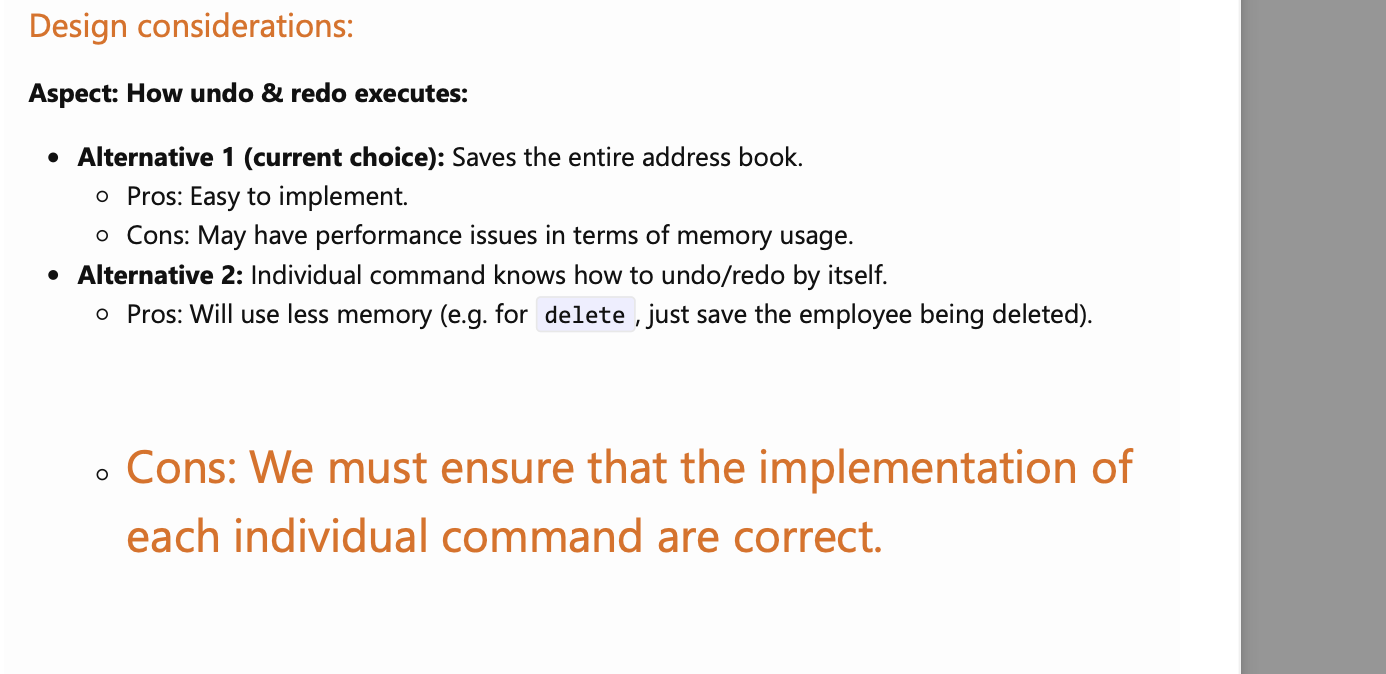 Design considerations:
Aspect: How undo & redo executes:
Alternative 1 (current choice): Saves the entire address book.
Pros: Easy to implement.
Cons: May have performance issues in terms of memory usage.
Alternative 2: Individual command knows how to undo/redo by itself.
Pros: Will use less memory (e.g. for delete, just save the employee being deleted).
Cons: We must ensure that the implementation of
each individual command are correct.